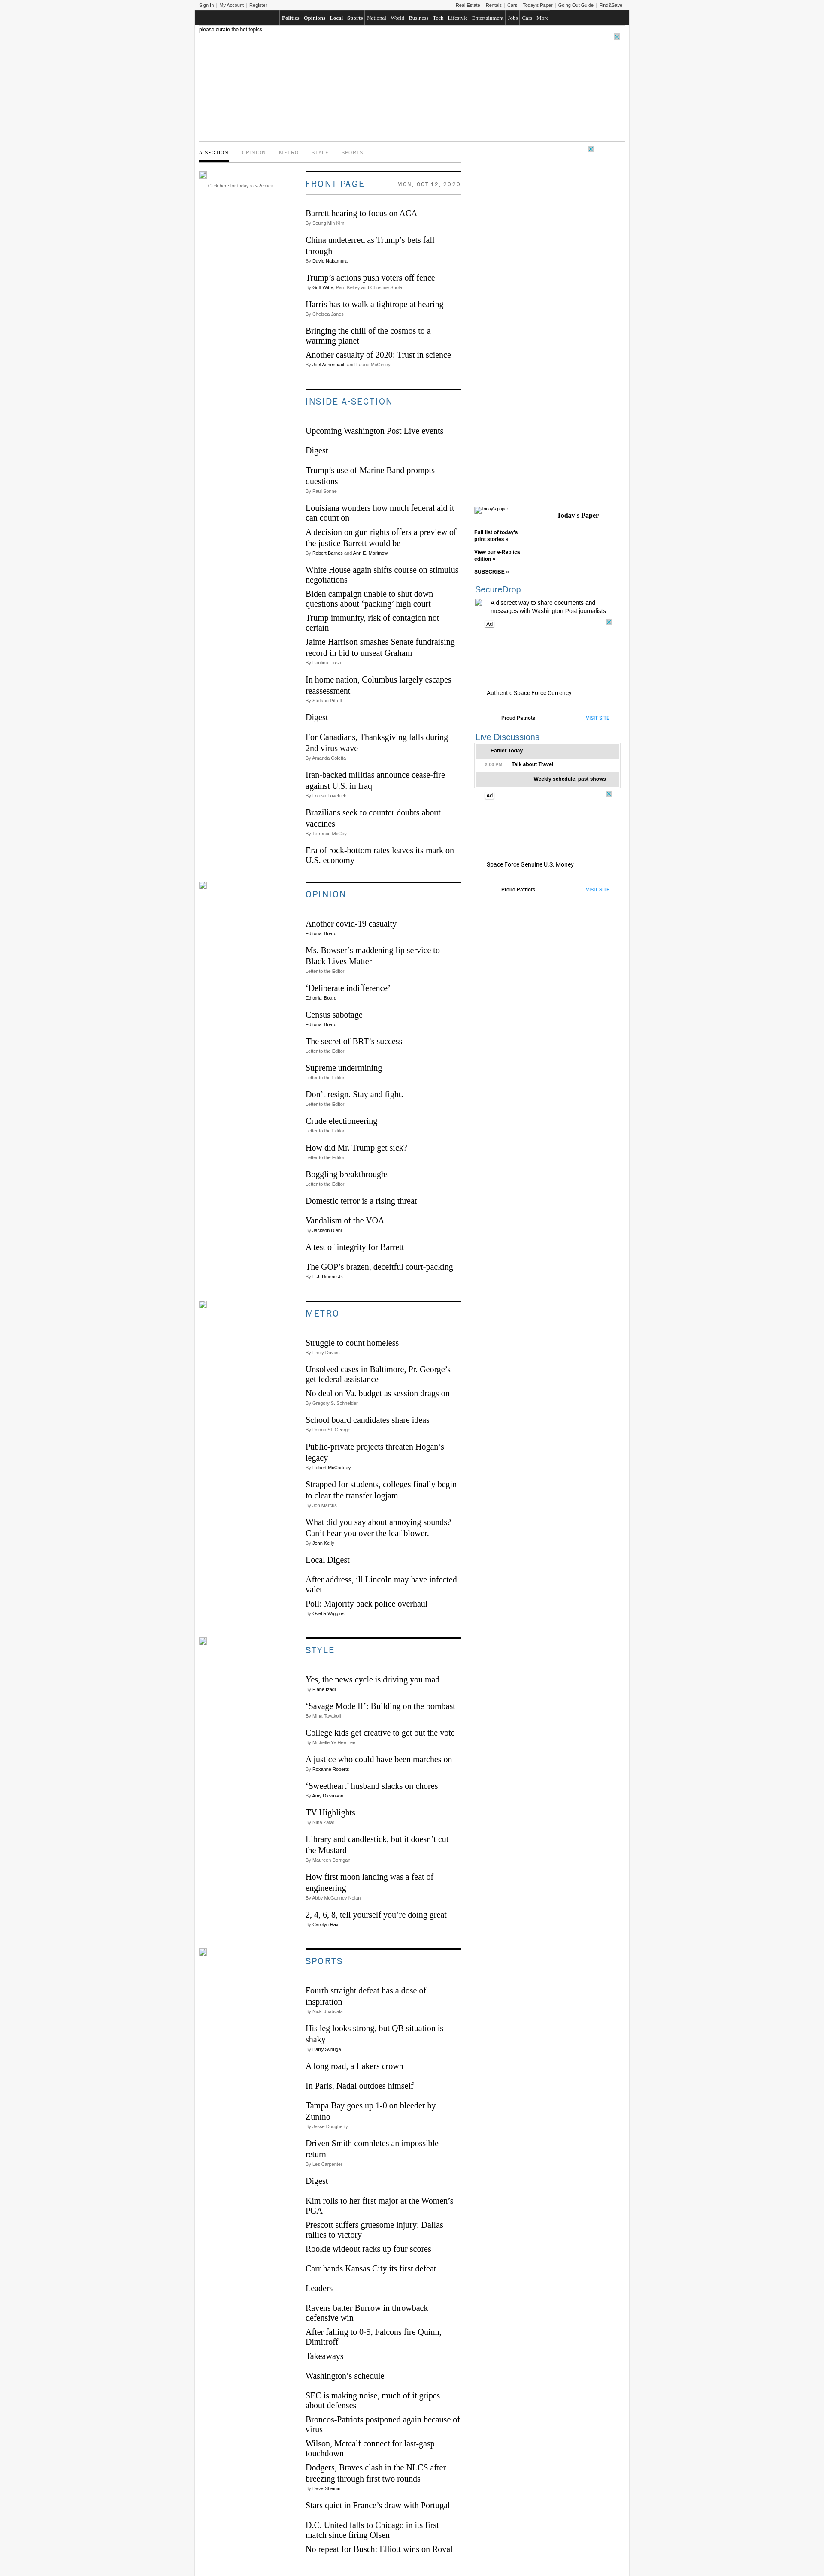 Sign In My Account Register Real Estate Rentals Cars Today's Paper Going Out Guide Find&Save
Politics Opinions Local Sports National World Business Tech Lifestyle Entertainment Jobs Cars More
please curate the hot topics
A-SECTION OPINION METRO STYLE SPORTS
Click here for today's e-Replica
FRONT PAGE MON, OCT 12, 2020
Barrett hearing to focus on ACA
By Seung Min Kim
China undeterred as Trump’s bets fall
through
By David Nakamura
Trump’s actions push voters off fence
By Griff Witte, Pam Kelley and Christine Spolar
Harris has to walk a tightrope at hearing
By Chelsea Janes
Bringing the chill of the cosmos to a
warming planet
Another casualty of 2020: Trust in science
By Joel Achenbach and Laurie McGinley
INSIDE A-SECTION
Upcoming Washington Post Live events
Digest
Trump’s use of Marine Band prompts
questions
By Paul Sonne
Louisiana wonders how much federal aid it
can count on
A decision on gun rights offers a preview of
the justice Barrett would be
By Robert Barnes and Ann E. Marimow
White House again shifts course on stimulus
negotiations
Biden campaign unable to shut down
questions about ‘packing’ high court
Trump immunity, risk of contagion not
certain
Jaime Harrison smashes Senate fundraising
record in bid to unseat Graham
By Paulina Firozi
In home nation, Columbus largely escapes
reassessment
By Stefano Pitrelli
Digest
For Canadians, Thanksgiving falls during
2nd virus wave
By Amanda Coletta
Iran-backed militias announce cease-fire
against U.S. in Iraq
By Louisa Loveluck
Brazilians seek to counter doubts about
vaccines
By Terrence McCoy
Era of rock-bottom rates leaves its mark on
U.S. economy
OPINION
Another covid-19 casualty
Editorial Board
Ms. Bowser’s maddening lip service to
Black Lives Matter
Letter to the Editor
‘Deliberate indifference’
Editorial Board
Census sabotage
Editorial Board
The secret of BRT’s success
Letter to the Editor
Supreme undermining
Letter to the Editor
Don’t resign. Stay and fight.
Letter to the Editor
Crude electioneering
Letter to the Editor
How did Mr. Trump get sick?
Letter to the Editor
Boggling breakthroughs
Letter to the Editor
Domestic terror is a rising threat
Vandalism of the VOA
By Jackson Diehl
A test of integrity for Barrett
The GOP’s brazen, deceitful court-packing
By E.J. Dionne Jr.
METRO
Struggle to count homeless
By Emily Davies
Unsolved cases in Baltimore, Pr. George’s
get federal assistance
No deal on Va. budget as session drags on
By Gregory S. Schneider
School board candidates share ideas
By Donna St. George
Public-private projects threaten Hogan’s
legacy
By Robert McCartney
Strapped for students, colleges finally begin
to clear the transfer logjam
By Jon Marcus
What did you say about annoying sounds?
Can’t hear you over the leaf blower.
By John Kelly
Local Digest
After address, ill Lincoln may have infected
valet
Poll: Majority back police overhaul
By Ovetta Wiggins
STYLE
Yes, the news cycle is driving you mad
By Elahe Izadi
‘Savage Mode II’: Building on the bombast
By Mina Tavakoli
College kids get creative to get out the vote
By Michelle Ye Hee Lee
A justice who could have been marches on
By Roxanne Roberts
‘Sweetheart’ husband slacks on chores
By Amy Dickinson
TV Highlights
By Nina Zafar
Library and candlestick, but it doesn’t cut
the Mustard
By Maureen Corrigan
How first moon landing was a feat of
engineering
By Abby McGanney Nolan
2, 4, 6, 8, tell yourself you’re doing great
By Carolyn Hax
SPORTS
Fourth straight defeat has a dose of
inspiration
By Nicki Jhabvala
His leg looks strong, but QB situation is
shaky
By Barry Svrluga
A long road, a Lakers crown
In Paris, Nadal outdoes himself
Tampa Bay goes up 1-0 on bleeder by
Zunino
By Jesse Dougherty
Driven Smith completes an impossible
return
By Les Carpenter
Digest
Kim rolls to her first major at the Women’s
PGA
Prescott suffers gruesome injury; Dallas
rallies to victory
Rookie wideout racks up four scores
Carr hands Kansas City its first defeat
Leaders
Ravens batter Burrow in throwback
defensive win
After falling to 0-5, Falcons fire Quinn,
Dimitroff
Takeaways
Washington’s schedule
SEC is making noise, much of it gripes
about defenses
Broncos-Patriots postponed again because of
virus
Wilson, Metcalf connect for last-gasp
touchdown
Dodgers, Braves clash in the NLCS after
breezing through first two rounds
By Dave Sheinin
Stars quiet in France’s draw with Portugal
D.C. United falls to Chicago in its first
match since firing Olsen
No repeat for Busch: Elliott wins on Roval
Today's paper
Today's Paper
Full list of today's
print stories »
View our e-Replica
edition »
SUBSCRIBE »
SecureDrop
A discreet way to share documents and
messages with Washington Post journalists
Ad
Authentic Space Force Currency
Proud Patriots VISIT SITE
Live Discussions
Earlier Today
2:00 PM Talk about Travel
Weekly schedule, past shows
Ad
Space Force Genuine U.S. Money
Proud Patriots VISIT SITE